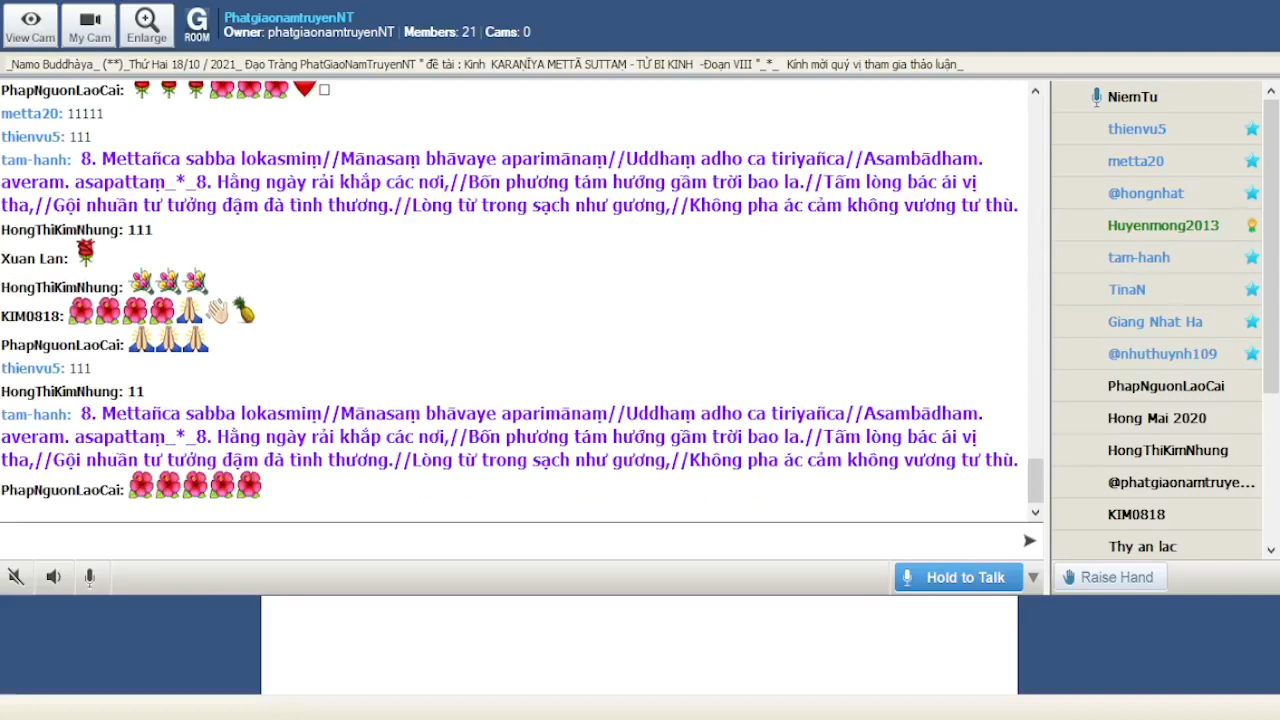 View Cam
My Cam
Enlarge
G
ROOM
PhatgiaonamtruyenNT
Owner: phatgiaonamtruyenNT | Members: 21 | Cams: 0
_Namo Buddhàya_ (**)_Thứ Hai 18/10 / 2021_ Đạo Tràng PhatGiaoNamTruyenNT " đề tài : Kinh KARAṆĪYA METTĀ SUTTAM - TỪ BI KINH -Đoạn VIII "_*_ Kính mời quý vị tham gia thảo luận_
PhapNguonLaoCai:
metta20: 11111
thienvu5: 111
tam-hanh: 8. Mettañca sabba lokasmiṃ//Mānasaṃ bhāvaye aparimānaṃ//Uddhaṃ adho ca tiriyañca//Asambādham.
averam. asapattaṃ_*_8. Hằng ngày rải khắp các nơi,//Bốn phương tám hướng gầm trời bao la.//Tấm lòng bác ái vị
tha,//Gội nhuần tư tưởng đậm đà tình thương.//Lòng từ trong sạch như gương,//Không pha ác cảm không vương tư thù.
HongThiKimNhung: 111
Xuan Lan:
HongThiKimNhung:
KIM0818:
PhapNguonLaoCai:
thienvu5: 111
HongThiKimNhung: 11
tam-hanh: 8. Mettañca sabba lokasmiṃ//Mānasaṃ bhāvaye aparimānaṃ//Uddhaṃ adho ca tiriyañca//Asambādham.
averam. asapattaṃ_*_8. Hằng ngày rải khắp các nơi,//Bốn phương tám hướng gầm trời bao la.//Tấm lòng bác ái vị
tha,//Gội nhuần tư tưởng đậm đà tình thương.//Lòng từ trong sạch như gương,//Không pha ác cảm không vương tư thù.
PhapNguonLaoCai:
Hold to Talk
NiemTu
thienvu5
metta20
@hongnhat
Huyenmong2013
tam-hanh
TinaN
Giang Nhat Ha
@nhuthuynh109
PhapNguonLaoCai
Hong Mai 2020
HongThiKimNhung
@phatgiaonamtruye...
KIM0818
Thy an lac
Raise Hand